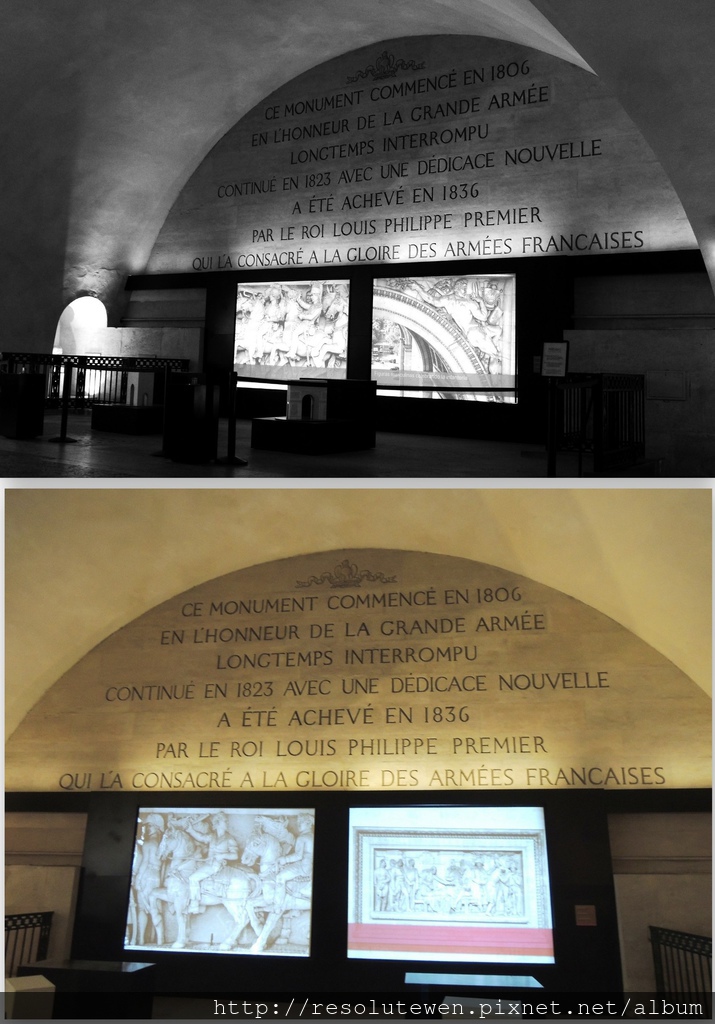 CE MONUMENT COMMENCÉ EN 1806
EN L'HONNEUR DE LA GRANDE ARMÉE
LONGTEMPS INTERROMPU
CONTINUÉ EN 1823 AVEC UNE DÉDICACE NOUVELLE
A ÉTÉ ACHEVÉ EN 1836
PAR LE ROI LOUIS PHILIPPE PREMIER
QUI L'A CONSACRÉ A LA GLOIRE DES ARMÉES FRANÇAISES
CE MONUMENT COMMENCÉ EN 1806
EN L'HONNEUR DE LA GRANDE ARMÉE
LONGTEMPS INTERROMPU
CONTINUÉ EN 1823 AVEC UNE DÉDICACE NOUVELLE
A ÉTÉ ACHEVÉ EN 1836
PAR LE ROI LOUIS PHILIPPE PREMIER
QUI L'A CONSACRÉ A LA GLOIRE DES ARMÉES FRANÇAISES
http://resolutewen.pixnet.net/album